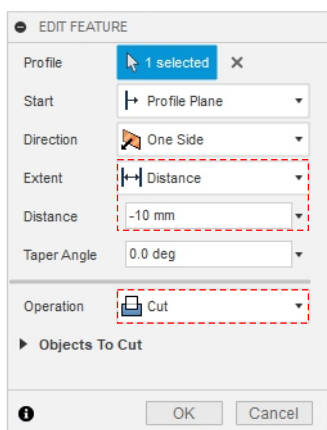 EDIT FEATURE
Profile 1 selected
Start Profile Plane
Direction One Side
Extent Distance
Distance -10 mm
Taper Angle 0.0 deg
Operation Cut
Objects To Cut
OK Cancel